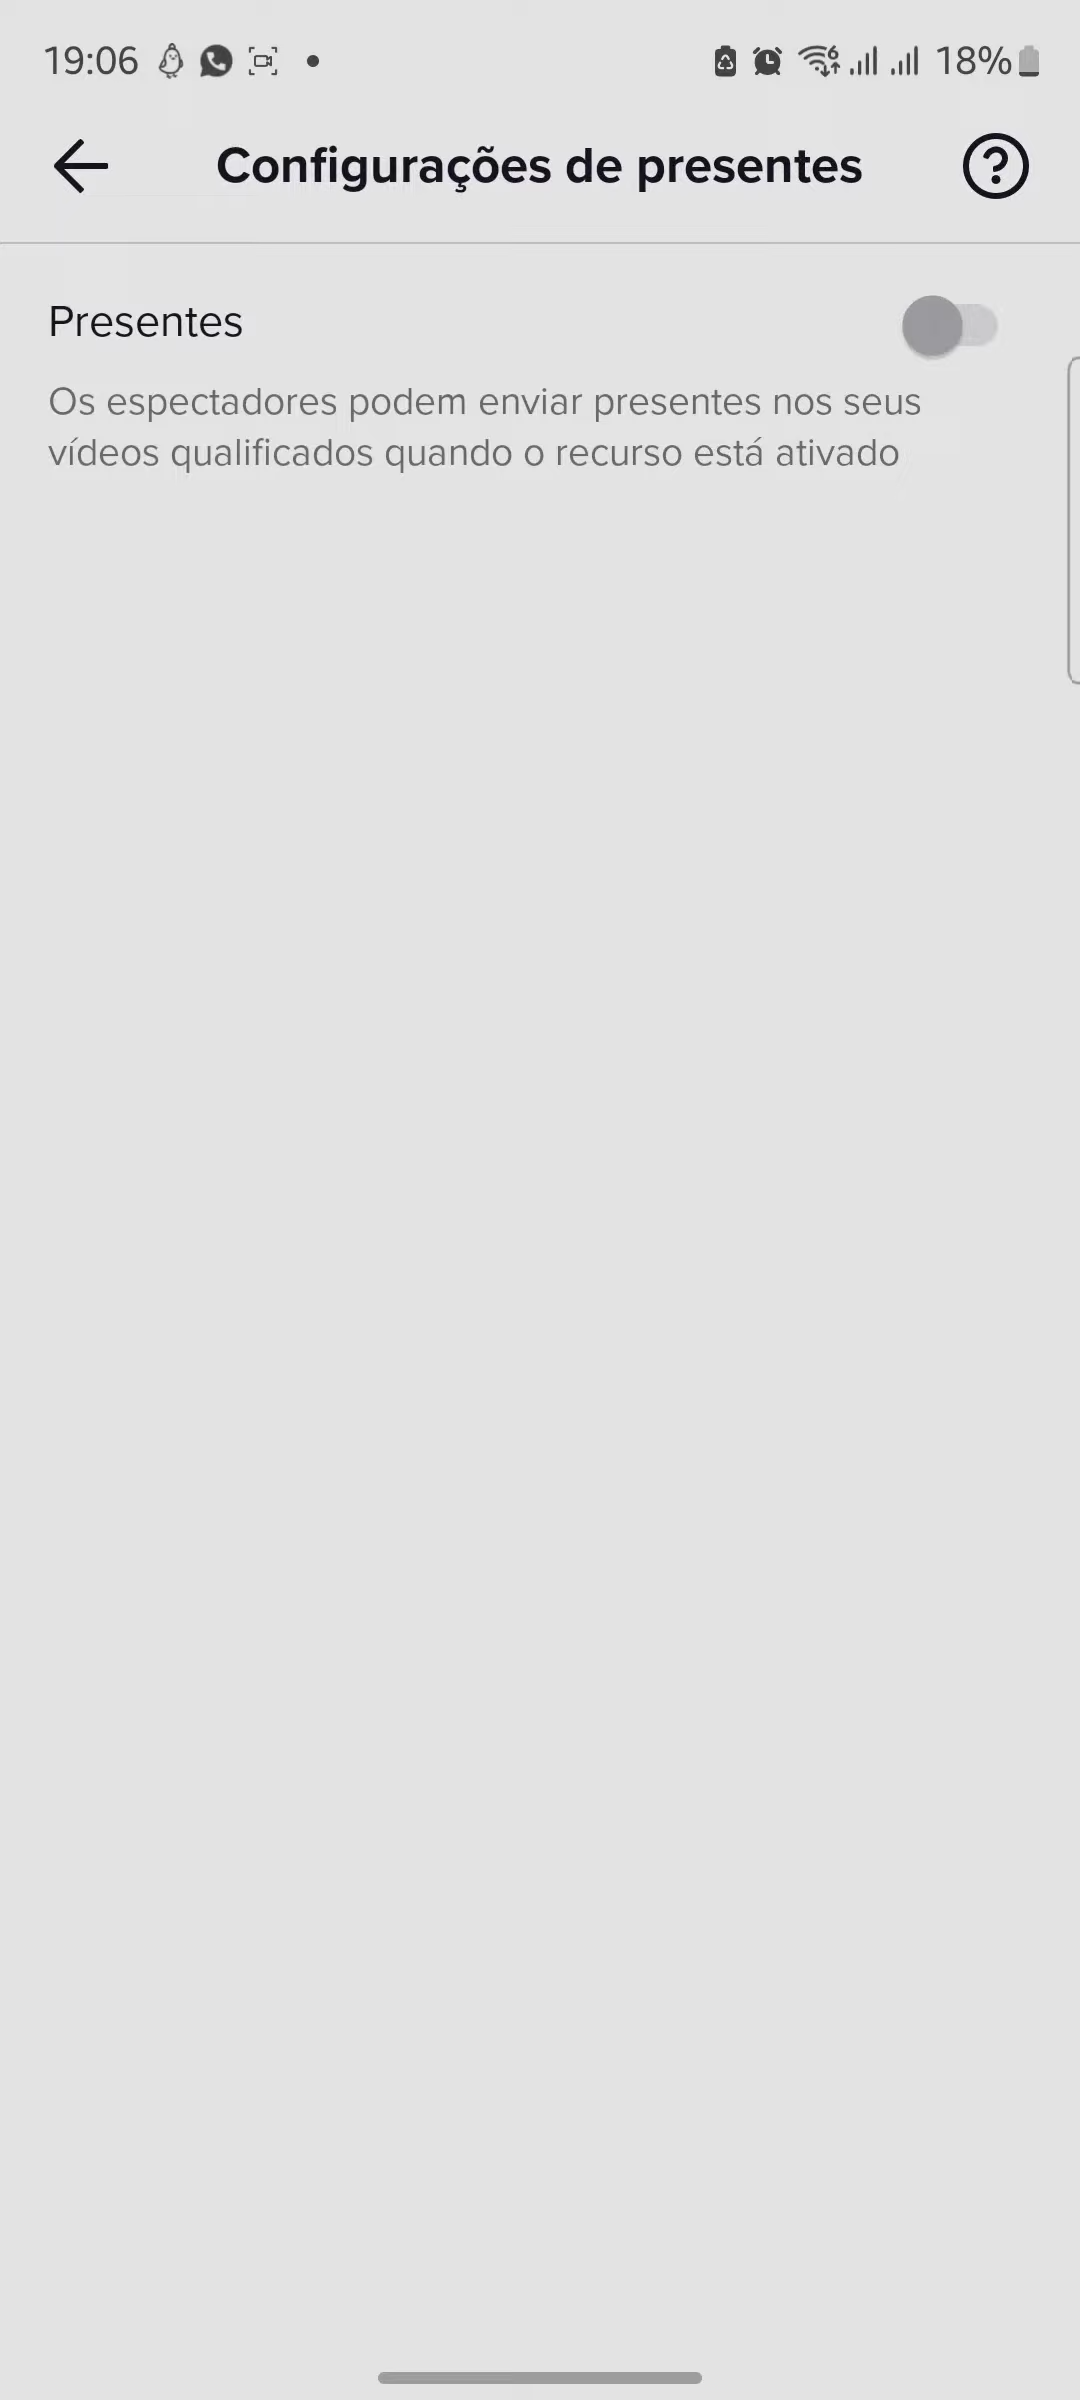 19:06
18%
Configurações de presentes
Presentes
Os espectadores podem enviar presentes nos seus
vídeos qualificados quando o recurso está ativado